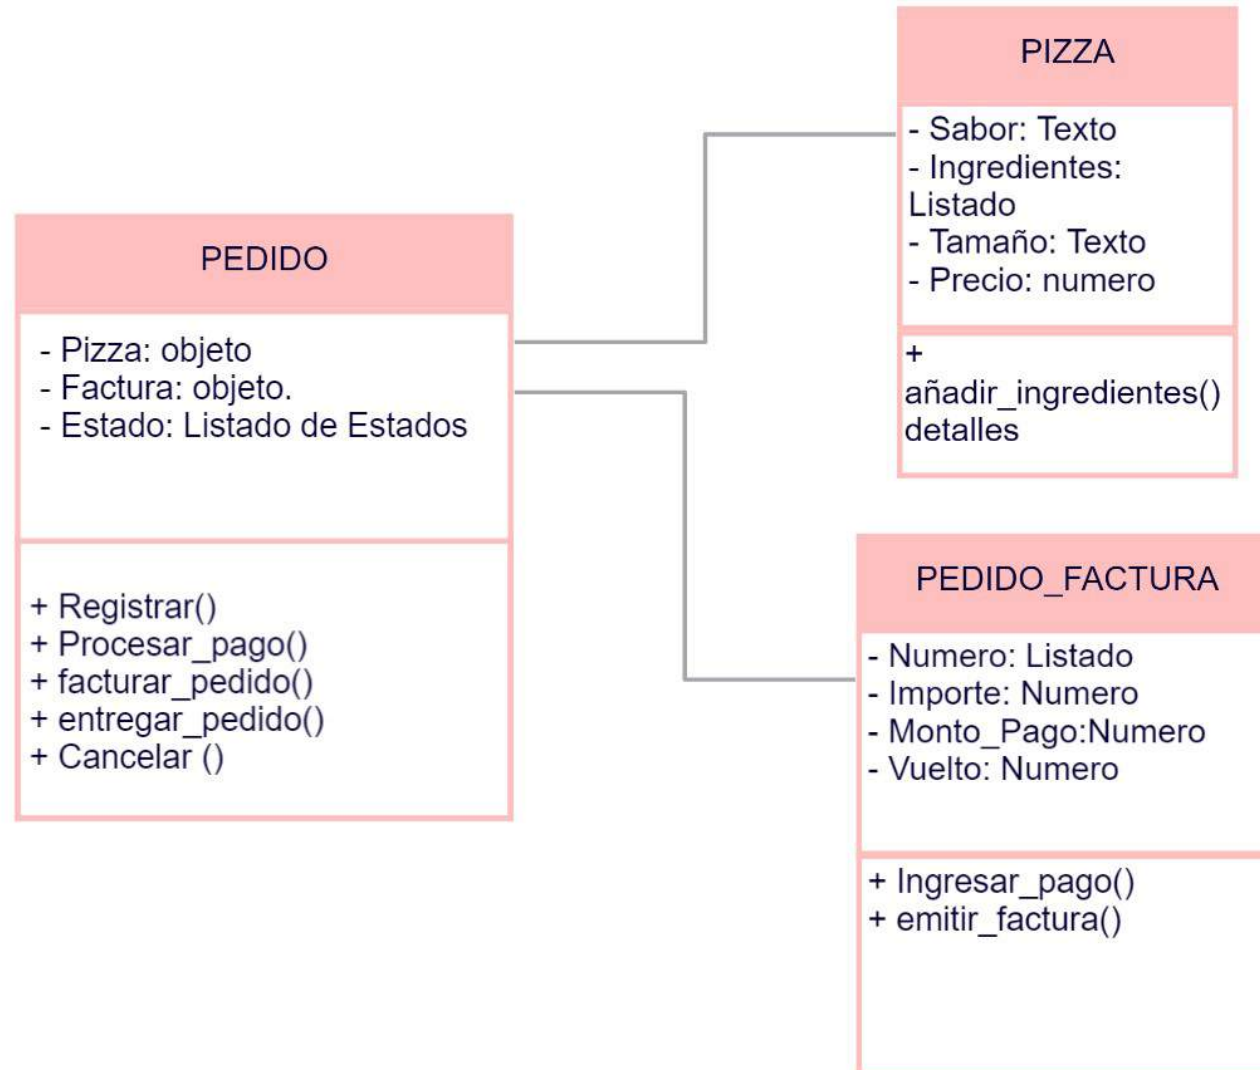 PIZZA
- Sabor: Texto
- Ingredientes:
Listado
- Tamaño: Texto
- Precio: numero
+
añadir_ingredientes()
detalles
PEDIDO
- Pizza: objeto
- Factura: objeto.
- Estado: Listado de Estados
+ Registrar()
+ Procesar_pago()
+ facturar_pedido()
+ entregar_pedido()
+ Cancelar ()
PEDIDO_FACTURA
- Numero: Listado
- Importe: Numero
- Monto_Pago:Numero
- Vuelto: Numero
+ Ingresar_pago()
+ emitir_factura()